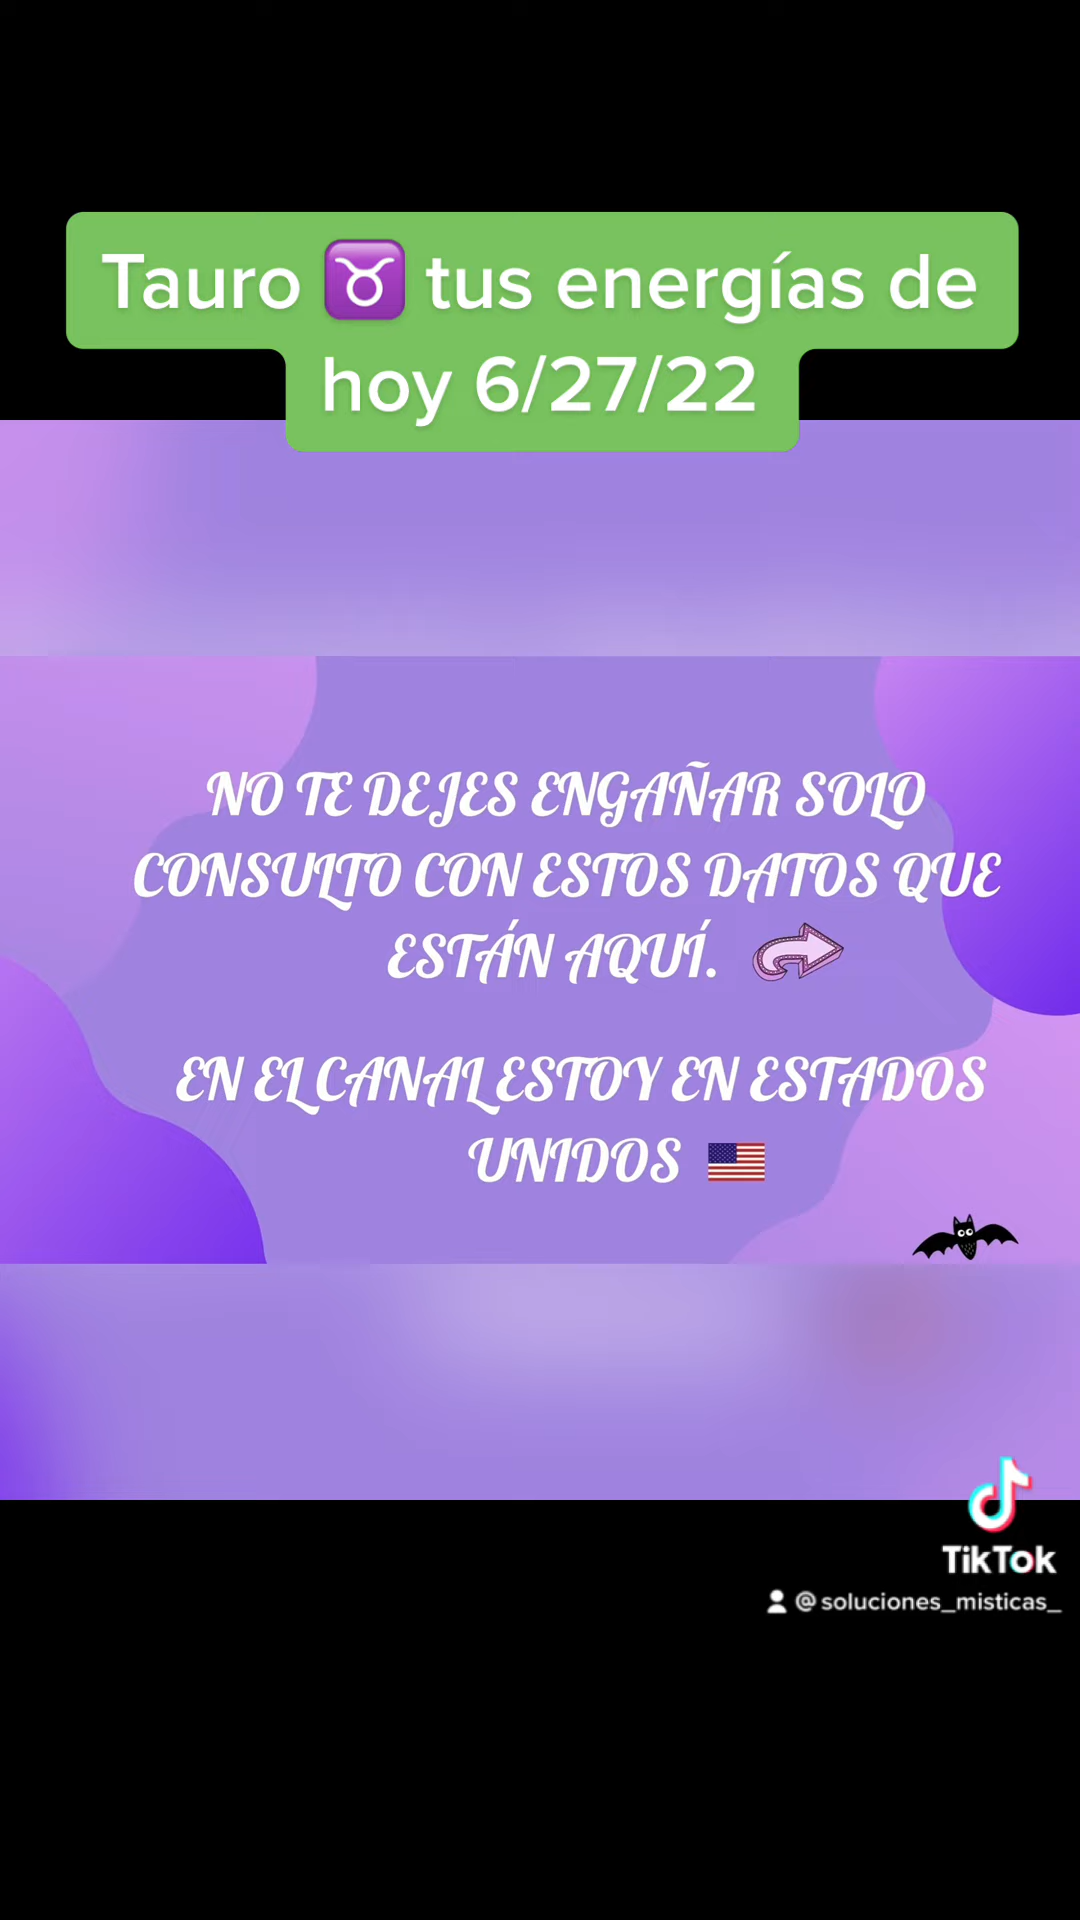 Tauro ♉ tus energías de
hoy 6/27/22
NO TE DEJES ENGAÑAR SOLO
CONSULTO CON ESTOS DATOS QUE
ESTÁN AQUÍ.
EN EL CANAL ESTOY EN ESTADOS
UNIDOS 🇺🇸
TikTok
@soluciones_misticas_